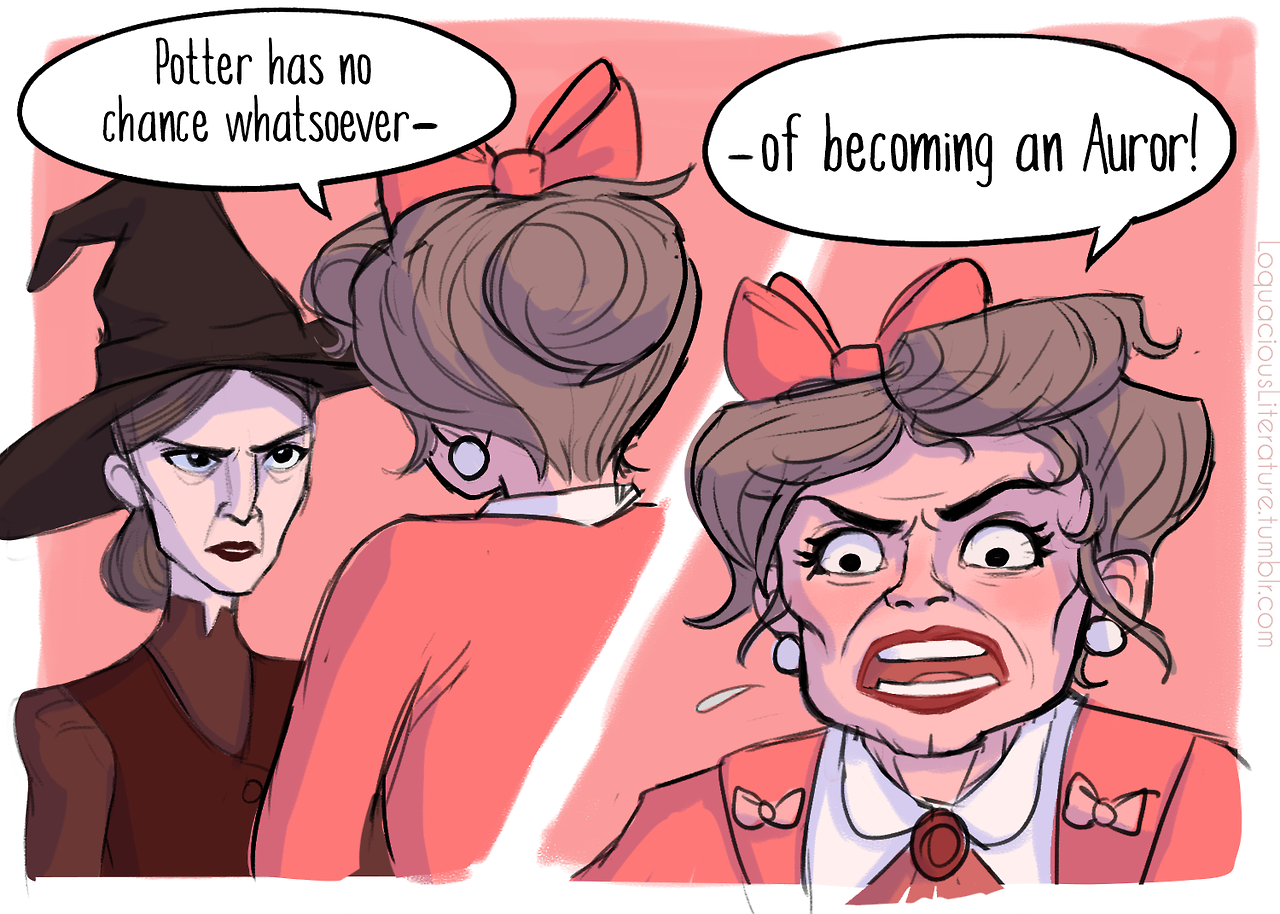 Potter has no
chance whatsoever–
–of becoming an Auror!
LoquaciousLiterature.tumblr.com